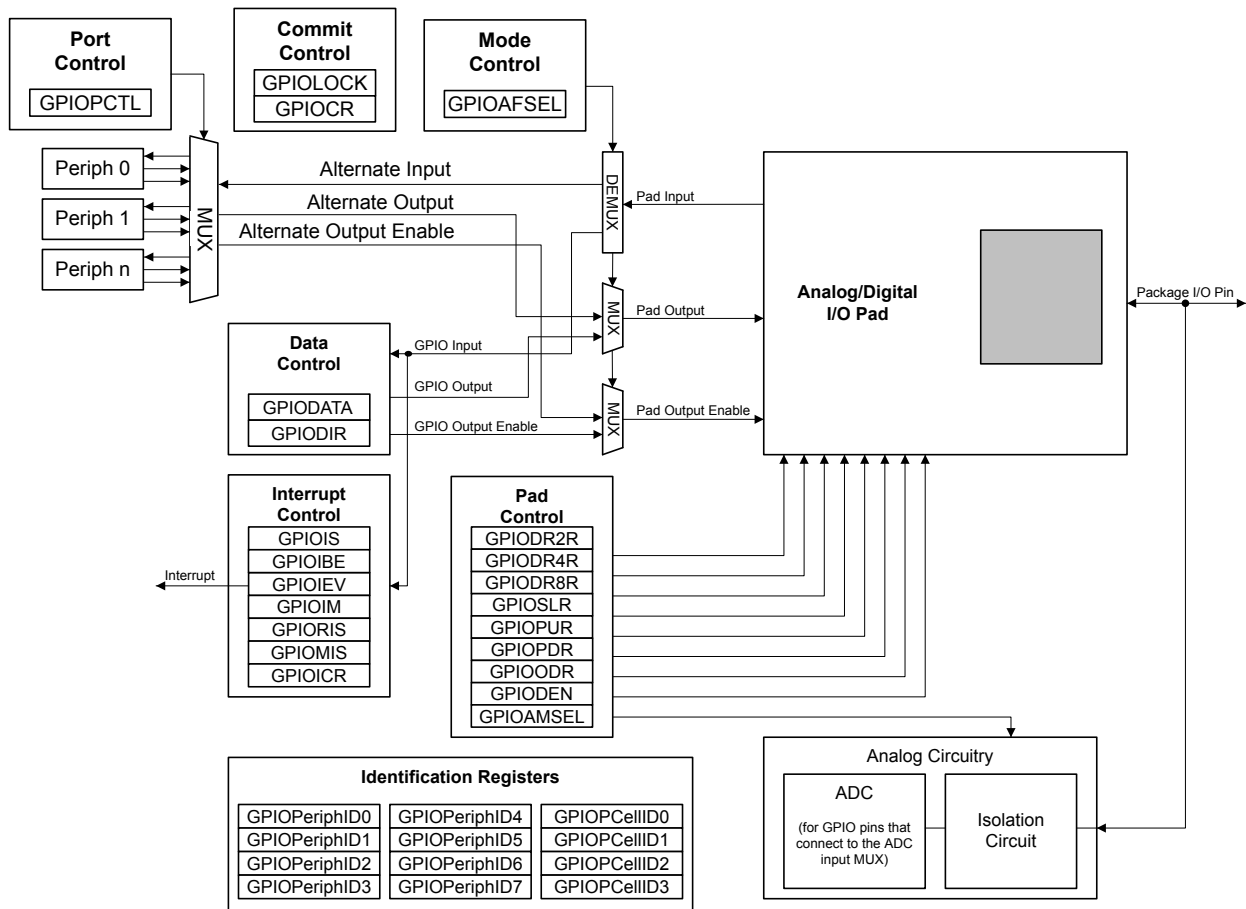 Port
Control
GPIOPCTL
Commit
Control
GPIOLOCK
GPIOCR
Mode
Control
GPIOAFSEL
Periph 0
Periph 1
Periph n
MUX
Alternate Input
Alternate Output
Alternate Output Enable
DEMUX
Pad Input
MUX
Pad Output
MUX
Pad Output Enable
Analog/Digital
I/O Pad
Package I/O Pin
Data
Control
GPIODATA
GPIODIR
GPIO Input
GPIO Output
GPIO Output Enable
Interrupt
Control
GPIOIS
GPIOIBE
GPIOIEV
GPIOIM
GPIORIS
GPIOMIS
GPIOICR
Interrupt
Pad
Control
GPIODR2R
GPIODR4R
GPIODR8R
GPIOSLR
GPIOPUR
GPIOPDR
GPIOODR
GPIODEN
GPIOAMSEL
Analog Circuitry
ADC
(for GPIO pins that
connect to the ADC
input MUX)
Isolation
Circuit
Identification Registers
GPIOPeriphID0
GPIOPeriphID1
GPIOPeriphID2
GPIOPeriphID3
GPIOPeriphID4
GPIOPeriphID5
GPIOPeriphID6
GPIOPeriphID7
GPIOPCellID0
GPIOPCellID1
GPIOPCellID2
GPIOPCellID3